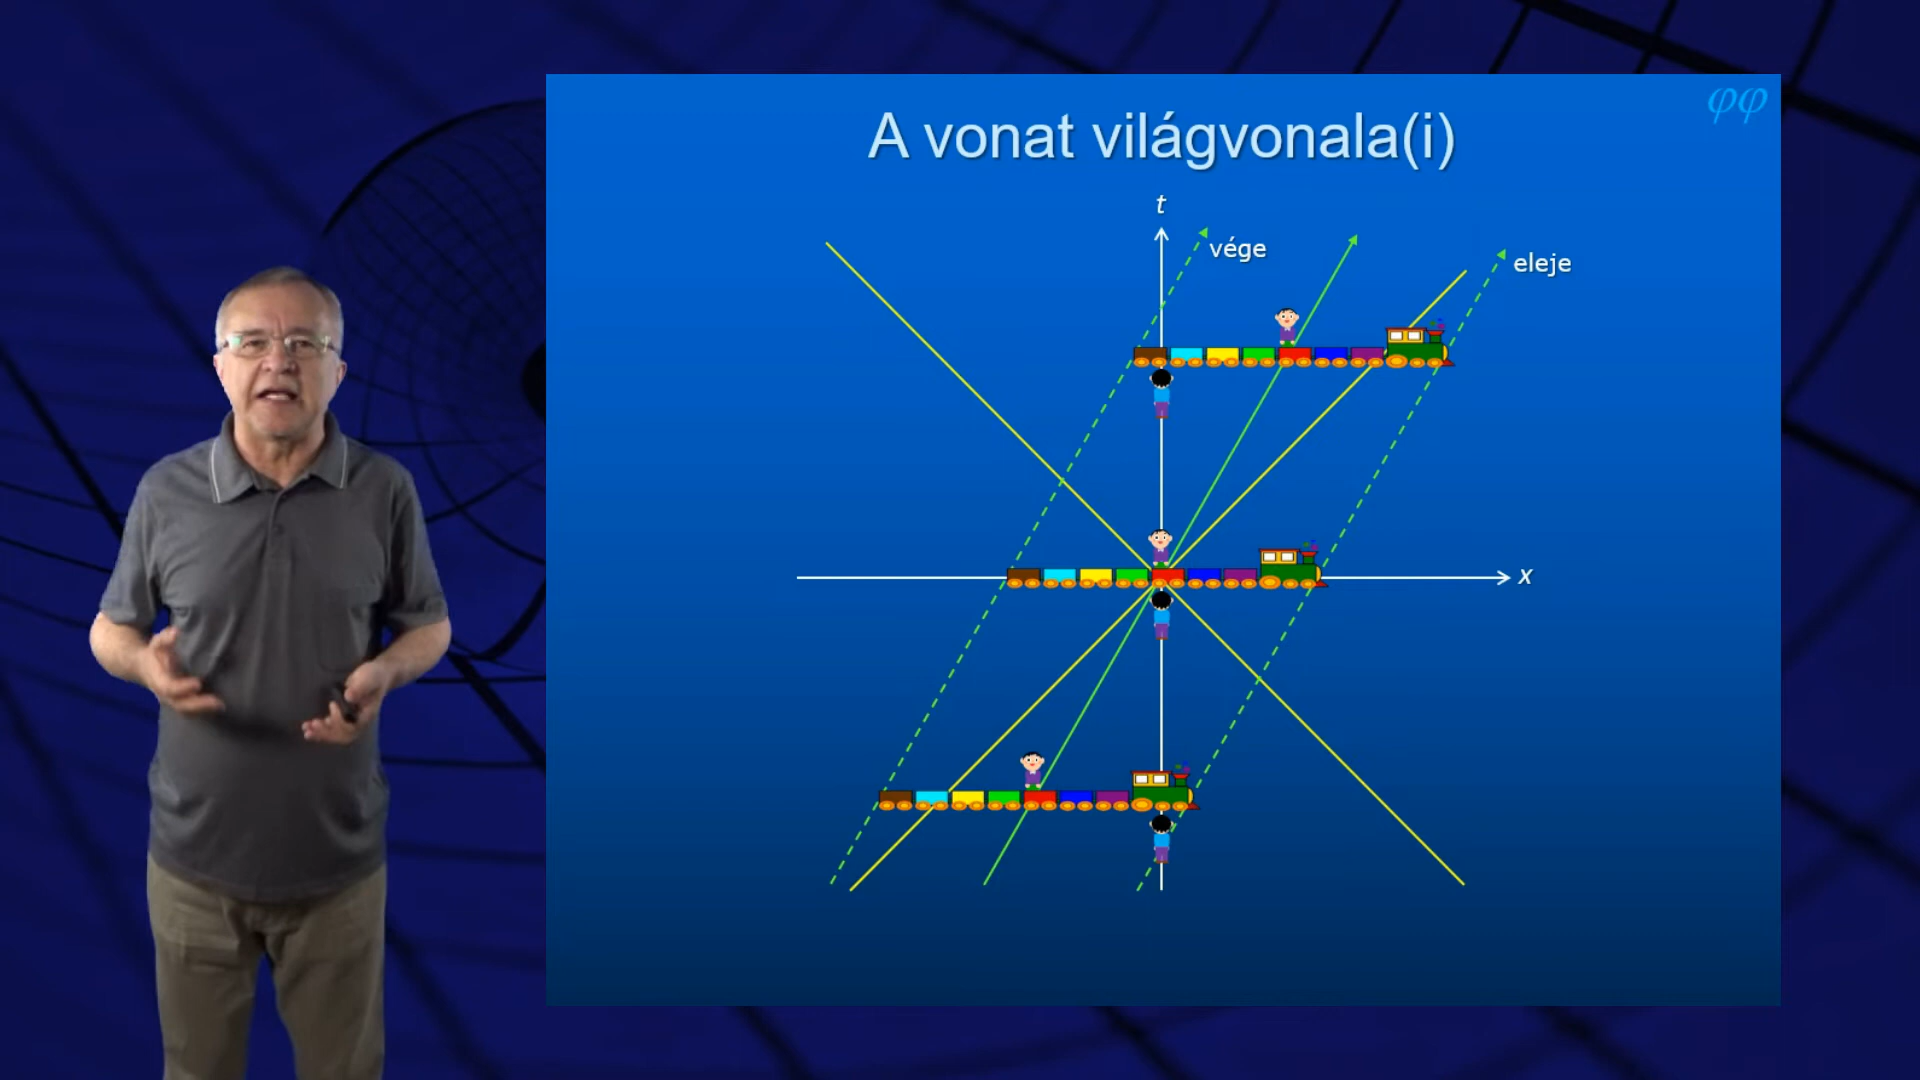 φφ
A vonat világvonala(i)
t
vége
eleje
x